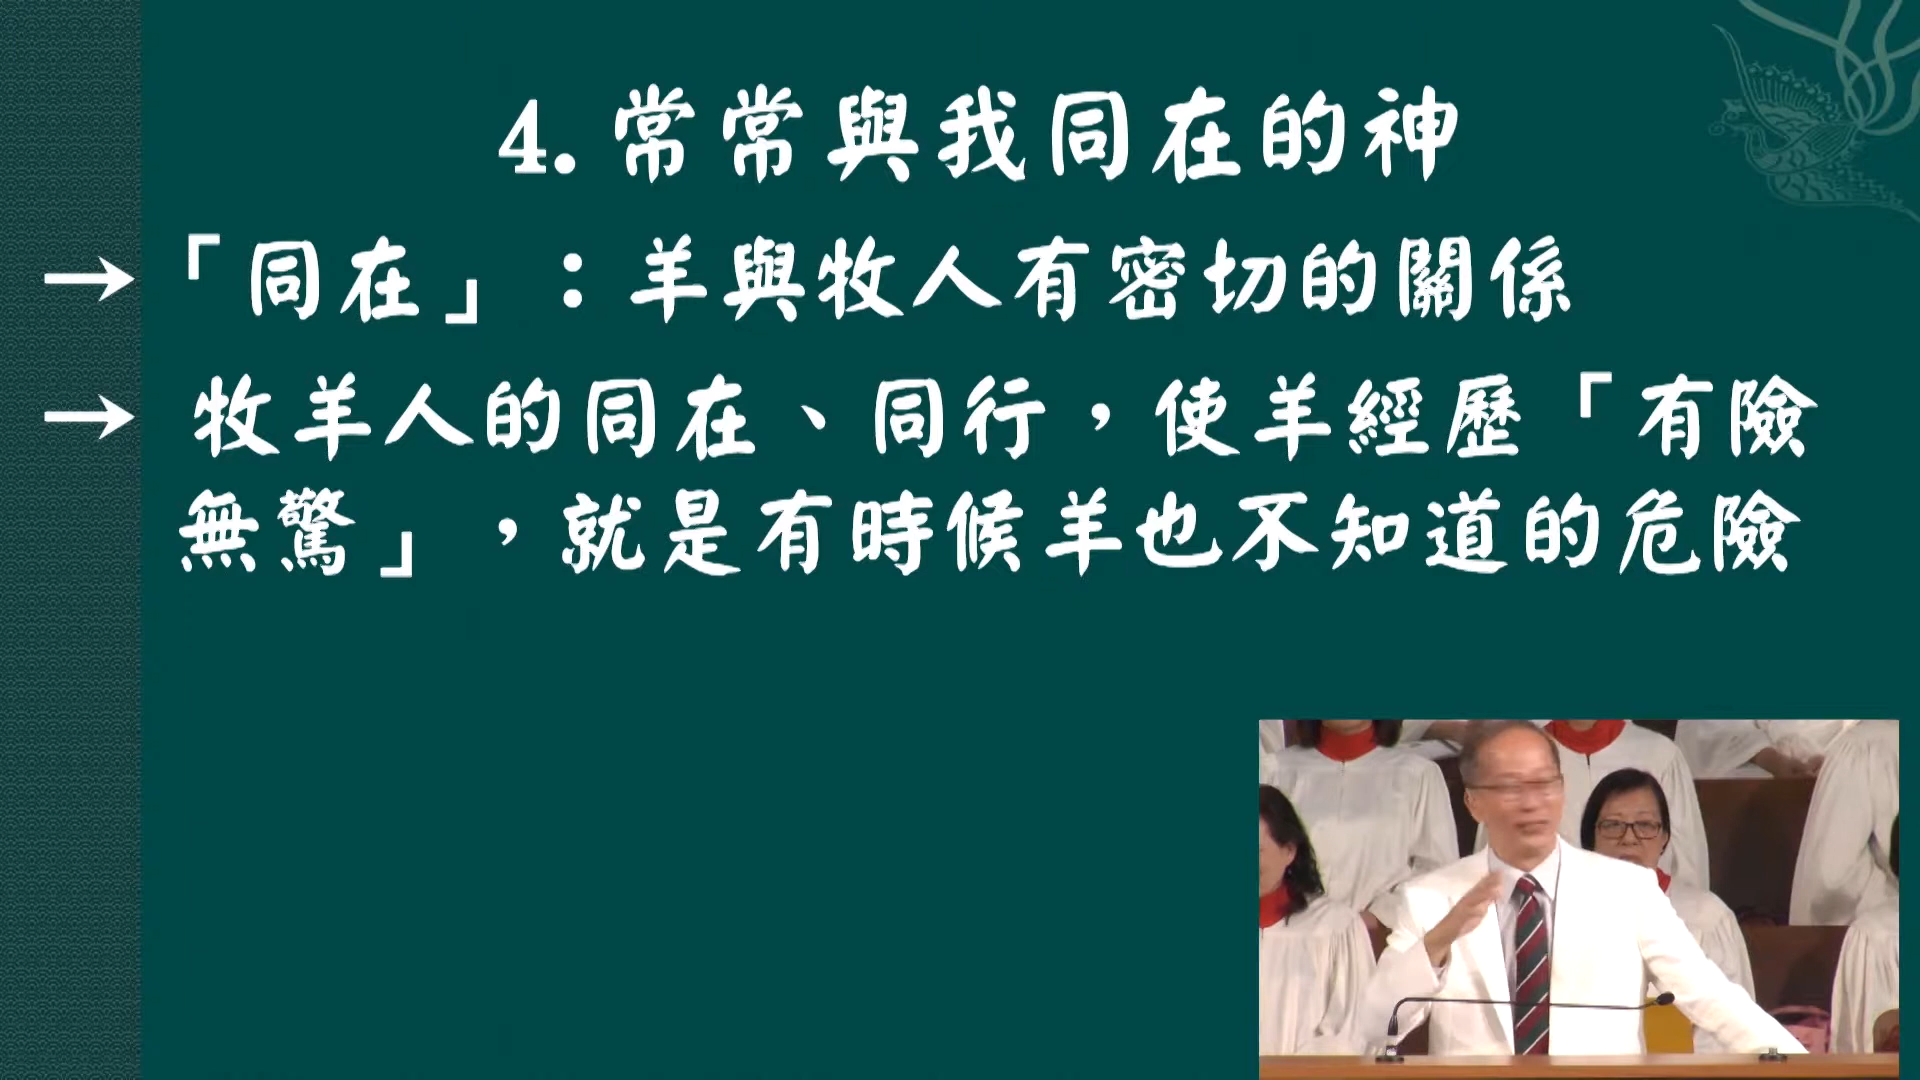 4.常常與我同在的神
→「同在」：羊與牧人有密切的關係
→ 牧羊人的同在、同行，使羊經歷「有險
無驚」，就是有時候羊也不知道的危險